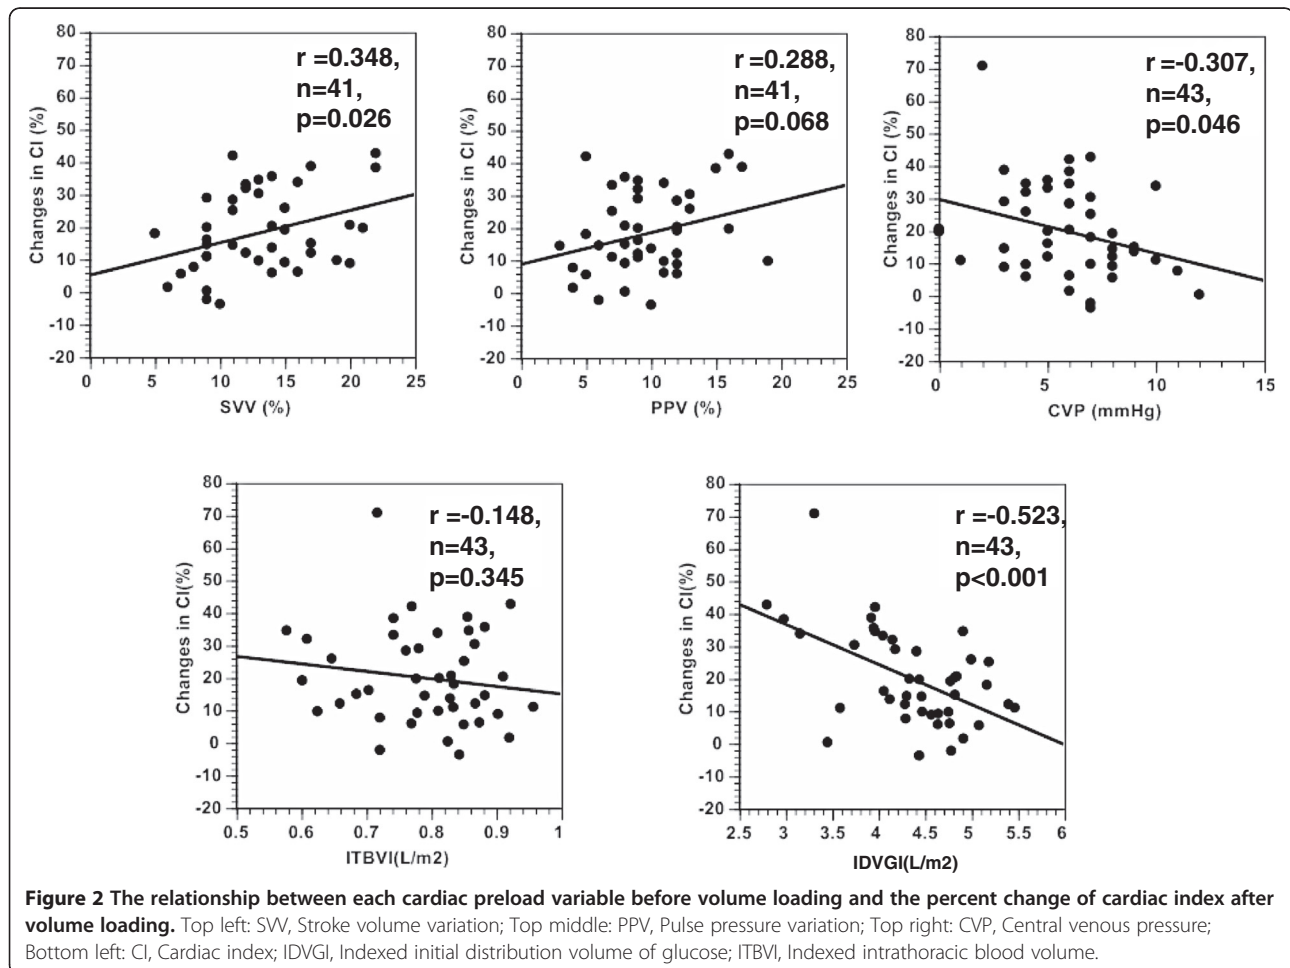 80
70
60
50
40
30
20
10
0
-10
-20
Changes in CI (%)
r =0.348,
n=41,
p=0.026
0 5 10 15 20 25
SVV (%)
80
70
60
50
40
30
20
10
0
-10
-20
Changes in CI (%)
r =0.288,
n=41,
p=0.068
0 5 10 15 20 25
PPV (%)
80
70
60
50
40
30
20
10
0
-10
-20
Changes in CI (%)
r =-0.307,
n=43,
p=0.046
0 5 10 15
CVP (mmHg)
80
70
60
50
40
30
20
10
0
-10
-20
Changes in CI(%)
r =-0.148,
n=43,
p=0.345
0.5 0.6 0.7 0.8 0.9 1
ITBVI(L/m2)
80
70
60
50
40
30
20
10
0
-10
-20
Changes in CI(%)
r =-0.523,
n=43,
p<0.001
2.5 3 3.5 4 4.5 5 5.5 6
IDVGI(L/m2)
Figure 2 The relationship between each cardiac preload variable before volume loading and the percent change of cardiac index after
volume loading. Top left: SVV, Stroke volume variation; Top middle: PPV, Pulse pressure variation; Top right: CVP, Central venous pressure;
Bottom left: CI, Cardiac index; IDVGI, Indexed initial distribution volume of glucose; ITBVI, Indexed intrathoracic blood volume.